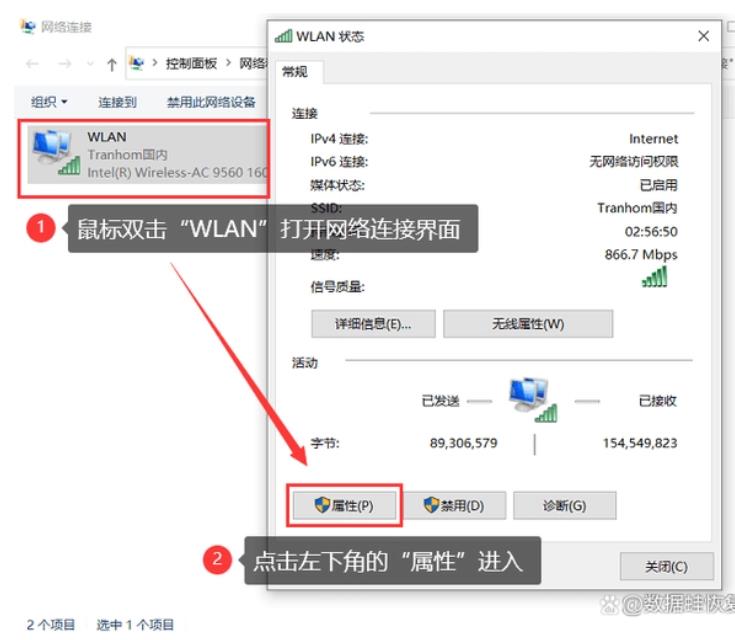 网络连接
WLAN 状态
控制面板 网络
常规
组织 连接到 禁用此网络设备
连接
WLAN
Tranhom国内
Intel(R) Wireless-AC 9560 160
IPv4 连接: Internet
IPv6 连接: 无网络访问权限
媒体状态: 已启用
SSID: Tranhom国内
1 鼠标双击“WLAN”打开网络连接界面
02:56:50
速度: 866.7 Mbps
信号质量:
详细信息(E)... 无线属性(W)
活动
已发送 已接收
字节: 89,306,579 154,549,823
属性(P) 禁用(D) 诊断(G)
2 点击左下角的“属性”进入
关闭(C)
@数据蛙恢复
2 个项目 选中 1 个项目